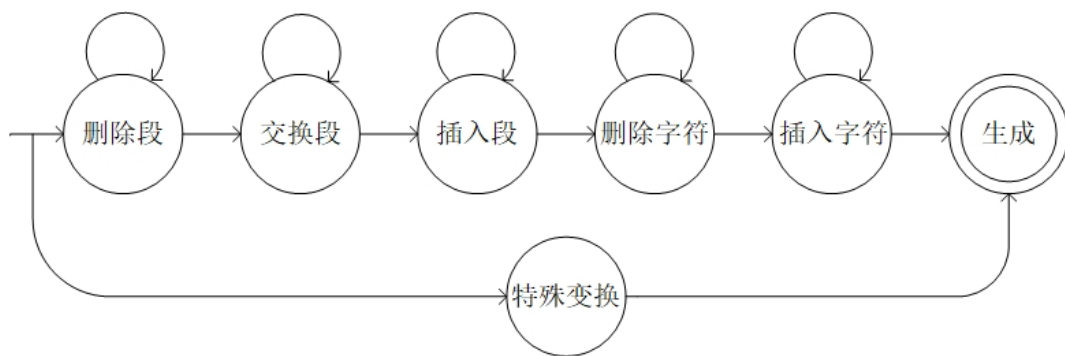 删除段
交换段
插入段
删除字符
插入字符
生成
特殊变换